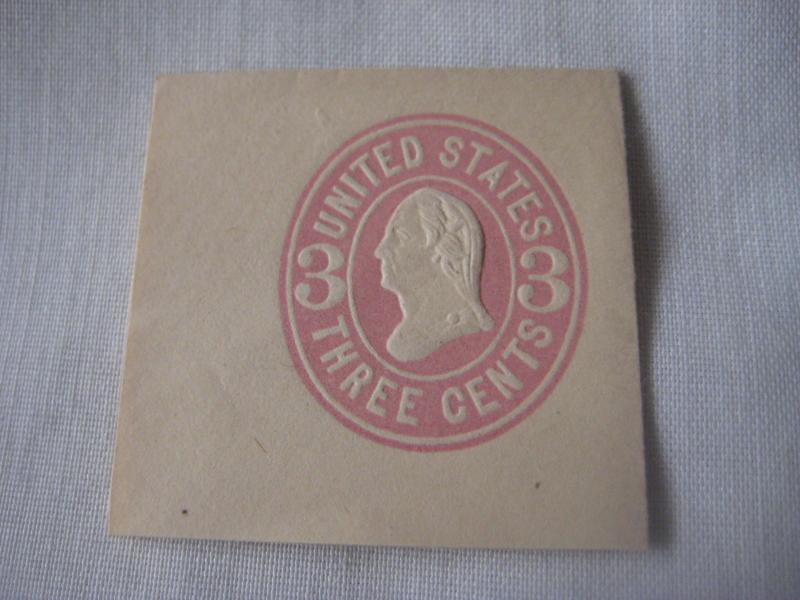 UNITED STATES
3 3
THREE CENTS